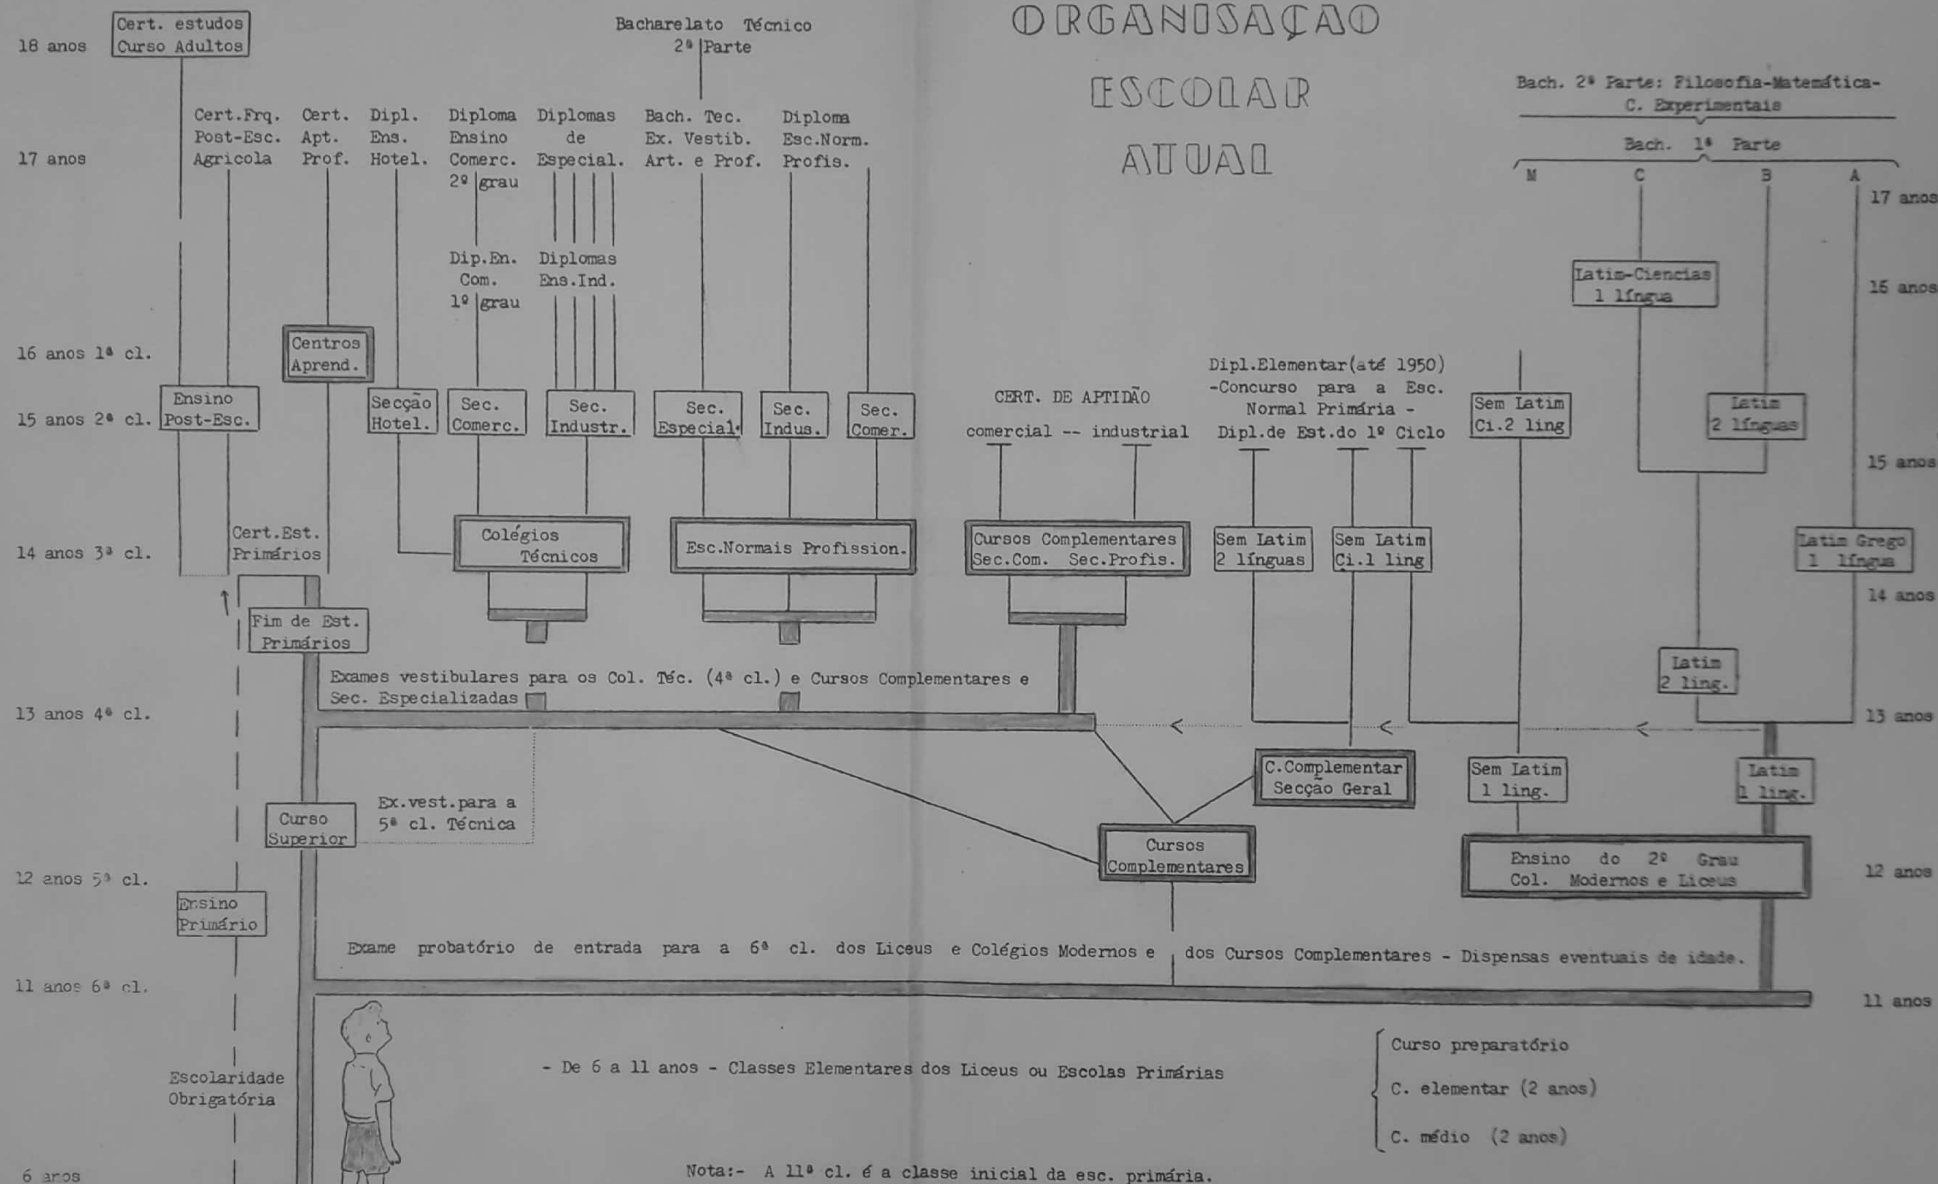 ORGANISAÇÃO
ESCOLAR
ATUAL
18 anos
Cert. estudos
Curso Adultos
Bacharelato Técnico
2ª Parte
17 anos
Cert.Frq.
Post-Esc.
Agricola
Cert.
Apt.
Prof.
Dipl.
Ens.
Hotel.
Diploma
Ensino
Comerc.
2º grau
Diplomas
de
Especial.
Bach. Tec.
Ex. Vestib.
Art. e Prof.
Diploma
Esc.Norm.
Profis.
Dip.En.
Com.
1º grau
Diplomas
Ens.Ind.
Bach. 2ª Parte: Filosofia-Matemática-
C. Experimentais
Bach. 1ª Parte
M C B A
17 anos
Latim-Ciencias
1 língua
16 anos
16 anos 1ª cl.
Centros
Aprend.
15 anos 2ª cl.
Ensino
Post-Esc.
Secção
Hotel.
Sec.
Comerc.
Sec.
Industr.
Sec.
Especial.
Sec.
Indus.
Sec.
Comer.
CERT. DE APTIDÃO
comercial -- industrial
Dipl.Elementar(até 1950)
-Concurso para a Esc.
Normal Primária -
Dipl.de Est.do 1º Ciclo
Sem Latim
Ci.2 ling
Latim
2 línguas
15 anos
14 anos 3ª cl.
Cert.Est.
Primários
Colégios
Técnicos
Esc.Normais Profission.
Cursos Complementares
Sec.Com. Sec.Profis.
Sem Latim
2 línguas
Sem Latim
Ci.1 ling
Latim Grego
1 língua
14 anos
Fim de Est.
Primários
Latim
2 ling.
Exames vestibulares para os Col. Téc. (4ª cl.) e Cursos Complementares e
Sec. Especializadas
13 anos 4ª cl.
13 anos
C.Complementar
Secção Geral
Sem Latim
1 ling.
Latim
1 ling.
Curso
Superior
Ex.vest.para a
5ª cl. Técnica
Cursos
Complementares
Ensino do 2º Grau
Col. Modernos e Liceus
12 anos 5ª cl.
12 anos
Ensino
Primário
Exame probatório de entrada para a 6ª cl. dos Liceus e Colégios Modernos e dos Cursos Complementares - Dispensas eventuais de idade.
11 anos 6ª cl.
11 anos
Escolaridade
Obrigatória
- De 6 a 11 anos - Classes Elementares dos Liceus ou Escolas Primárias
Curso preparatório
C. elementar (2 anos)
C. médio (2 anos)
6 anos
Nota:- A 11ª cl. é a classe inicial da esc. primária.